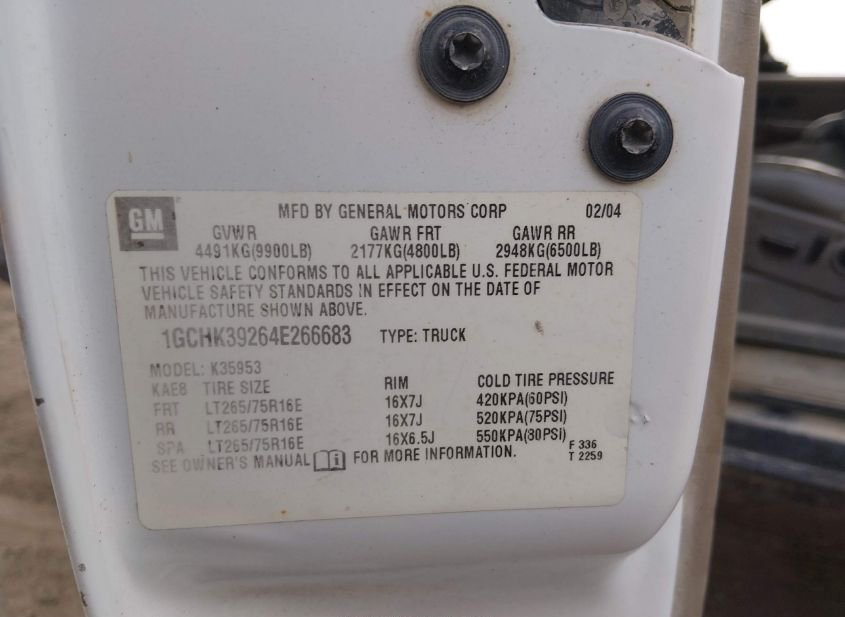 GM
MFD BY GENERAL MOTORS CORP 02/04
GVWR GAWR FRT GAWR RR
4491KG(9900LB) 2177KG(4800LB) 2948KG(6500LB)
THIS VEHICLE CONFORMS TO ALL APPLICABLE U.S. FEDERAL MOTOR
VEHICLE SAFETY STANDARDS IN EFFECT ON THE DATE OF
MANUFACTURE SHOWN ABOVE.
1GCHK39264E266683 TYPE: TRUCK
MODEL: K35953
KAE8 TIRE SIZE RIM COLD TIRE PRESSURE
FRT LT265/75R16E 16X7J 420KPA(60PSI)
RR LT265/75R16E 16X7J 520KPA(75PSI)
SPA LT265/75R16E 16X6.5J 550KPA(80PSI)
SEE OWNER'S MANUAL FOR MORE INFORMATION. F 336
T 2259